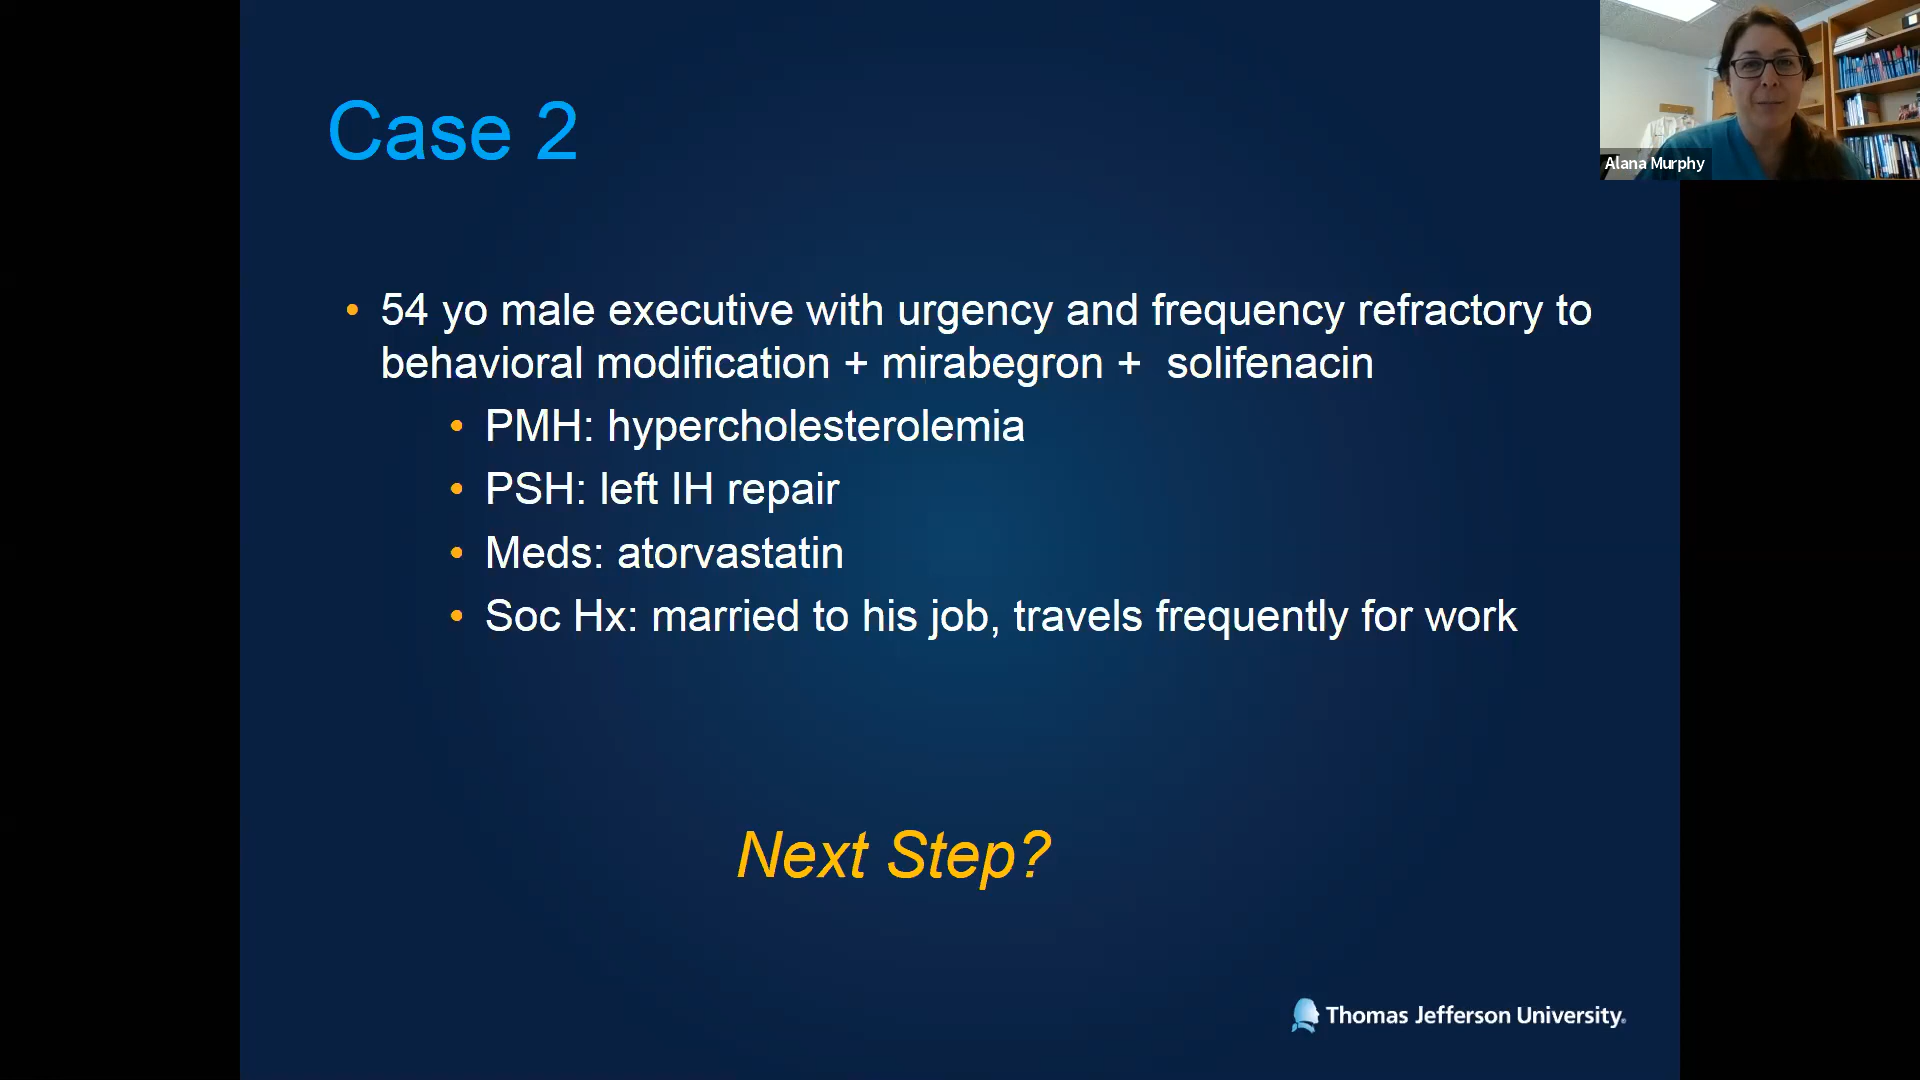 Case 2
Alana Murphy
• 54 yo male executive with urgency and frequency refractory to
behavioral modification + mirabegron + solifenacin
• PMH: hypercholesterolemia
• PSH: left IH repair
• Meds: atorvastatin
• Soc Hx: married to his job, travels frequently for work
Next Step?
Thomas Jefferson University®